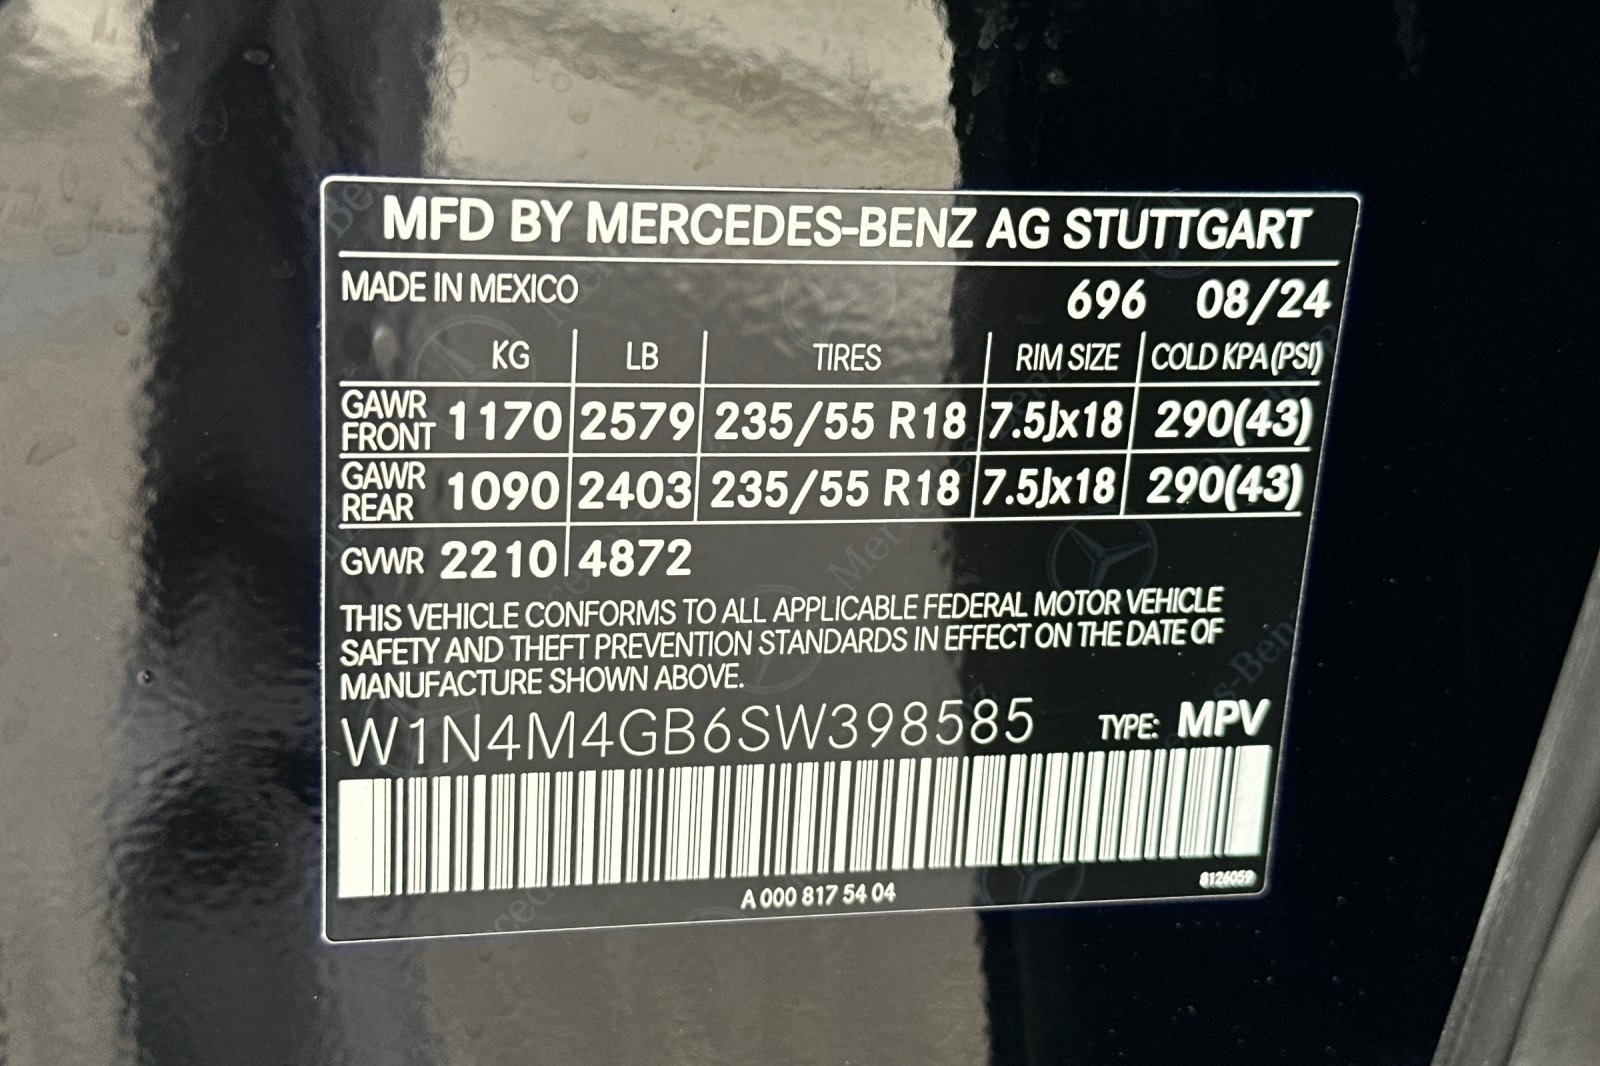 MFD BY MERCEDES-BENZ AG STUTTGART
MADE IN MEXICO 696 08/24
KG LB TIRES RIM SIZE COLD KPA(PSI)
GAWR FRONT 1170 2579 235/55 R18 7.5Jx18 290(43)
GAWR REAR 1090 2403 235/55 R18 7.5Jx18 290(43)
GVWR 2210 4872
THIS VEHICLE CONFORMS TO ALL APPLICABLE FEDERAL MOTOR VEHICLE
SAFETY AND THEFT PREVENTION STANDARDS IN EFFECT ON THE DATE OF
MANUFACTURE SHOWN ABOVE.
W1N4M4GB6SW398585 TYPE: MPV
A 000 817 54 04
8126059